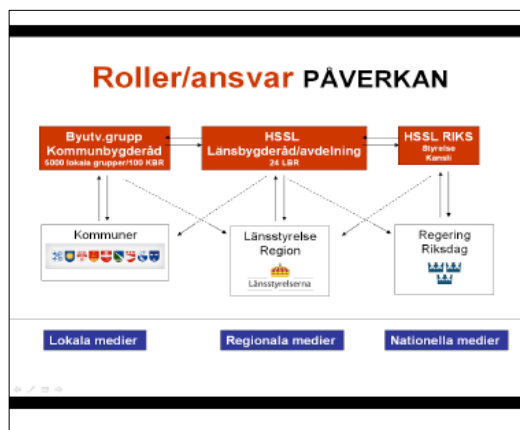 Roller/ansvar PÅVERKAN
Byutv.grupp
Kommunbygderåd
5000 lokala grupper/100 KBR
HSSL
Länsbygderåd/avdelning
24 LBR
HSSL RIKS
Styrelse
Kansli
Kommuner
Länsstyrelse
Region
Länsstyrelserna
Regering
Riksdag
Lokala medier
Regionala medier
Nationella medier